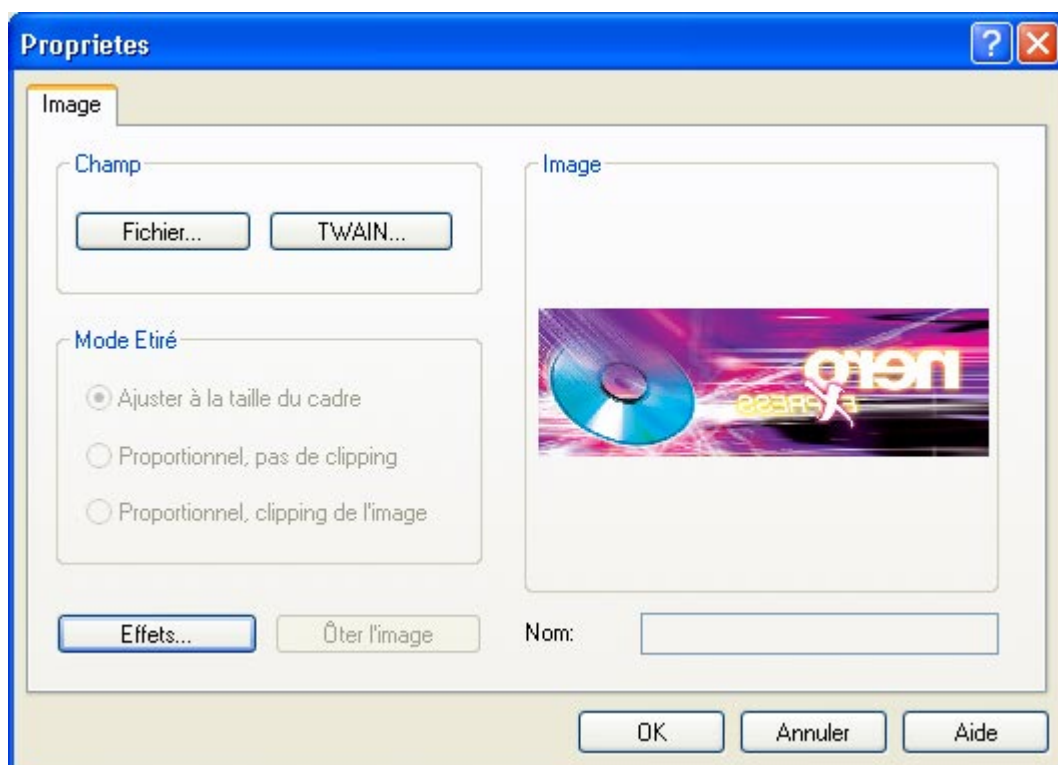 Proprietes
Image
Champ
Fichier...
TWAIN...
Mode Etiré
Ajuster à la taille du cadre
Proportionnel, pas de clipping
Proportionnel, clipping de l'image
Effets...
Ôter l'image
Image
nero
EXPRESS
Nom:
OK
Annuler
Aide